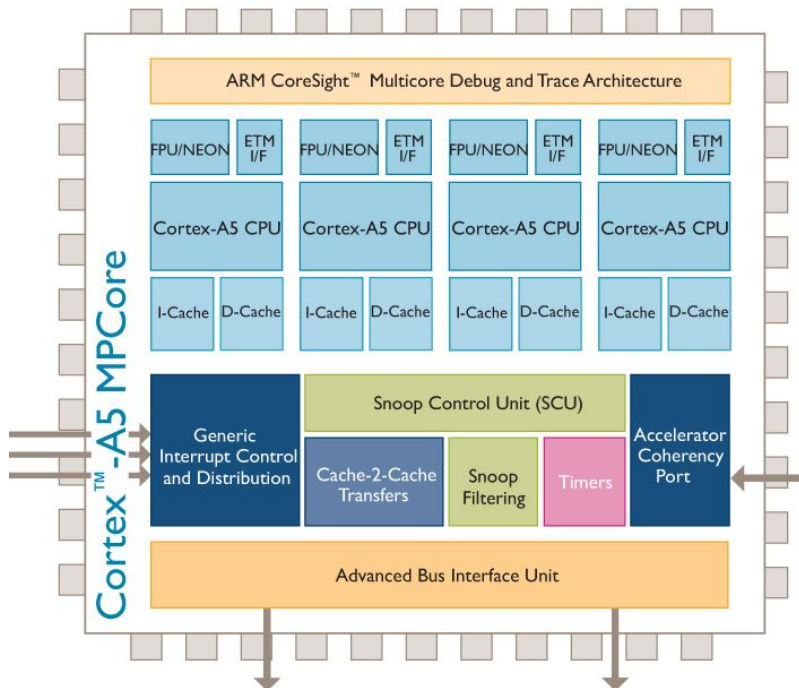 Cortex™-A5 MPCore
ARM CoreSight™ Multicore Debug and Trace Architecture
FPU/NEON
ETM
I/F
FPU/NEON
ETM
I/F
FPU/NEON
ETM
I/F
FPU/NEON
ETM
I/F
Cortex-A5 CPU
Cortex-A5 CPU
Cortex-A5 CPU
Cortex-A5 CPU
I-Cache
D-Cache
I-Cache
D-Cache
I-Cache
D-Cache
I-Cache
D-Cache
Generic
Interrupt Control
and Distribution
Snoop Control Unit (SCU)
Cache-2-Cache
Transfers
Snoop
Filtering
Timers
Accelerator
Coherency
Port
Advanced Bus Interface Unit